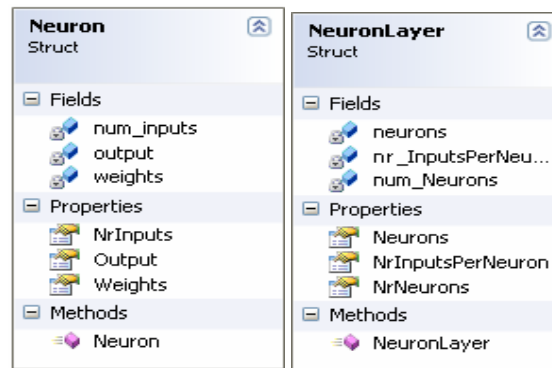 Neuron
Struct
Fields
num_inputs
output
weights
Properties
NrInputs
Output
Weights
Methods
Neuron
NeuronLayer
Struct
Fields
neurons
nr_InputsPerNeu...
num_Neurons
Properties
Neurons
NrInputsPerNeuron
NrNeurons
Methods
NeuronLayer